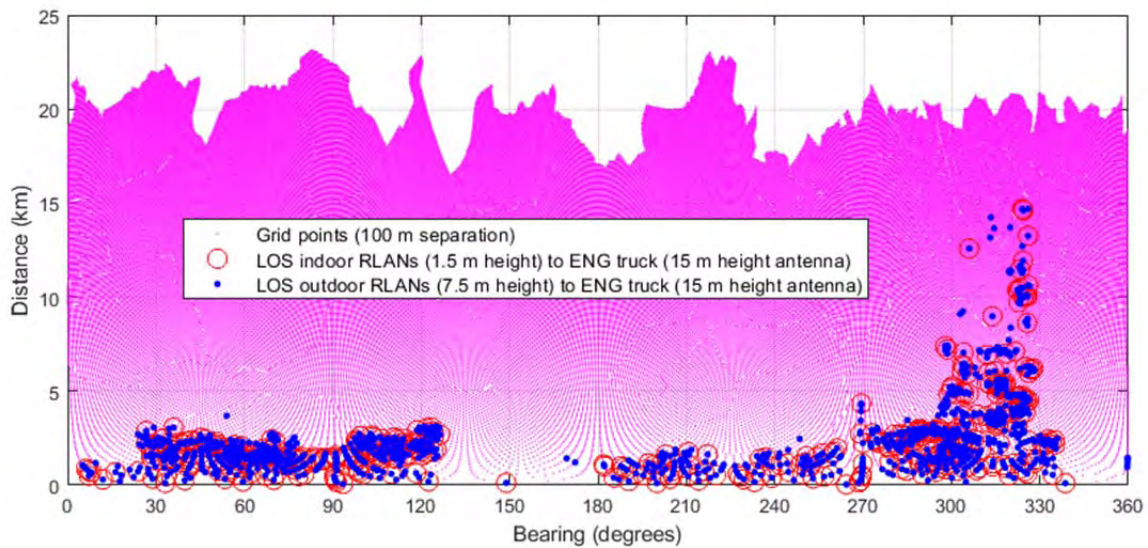 25
20
15
10
5
0
Distance (km)
Grid points (100 m separation)
LOS indoor RLANs (1.5 m height) to ENG truck (15 m height antenna)
LOS outdoor RLANs (7.5 m height) to ENG truck (15 m height antenna)
0 30 60 90 120 150 180 210 240 270 300 330 360
Bearing (degrees)